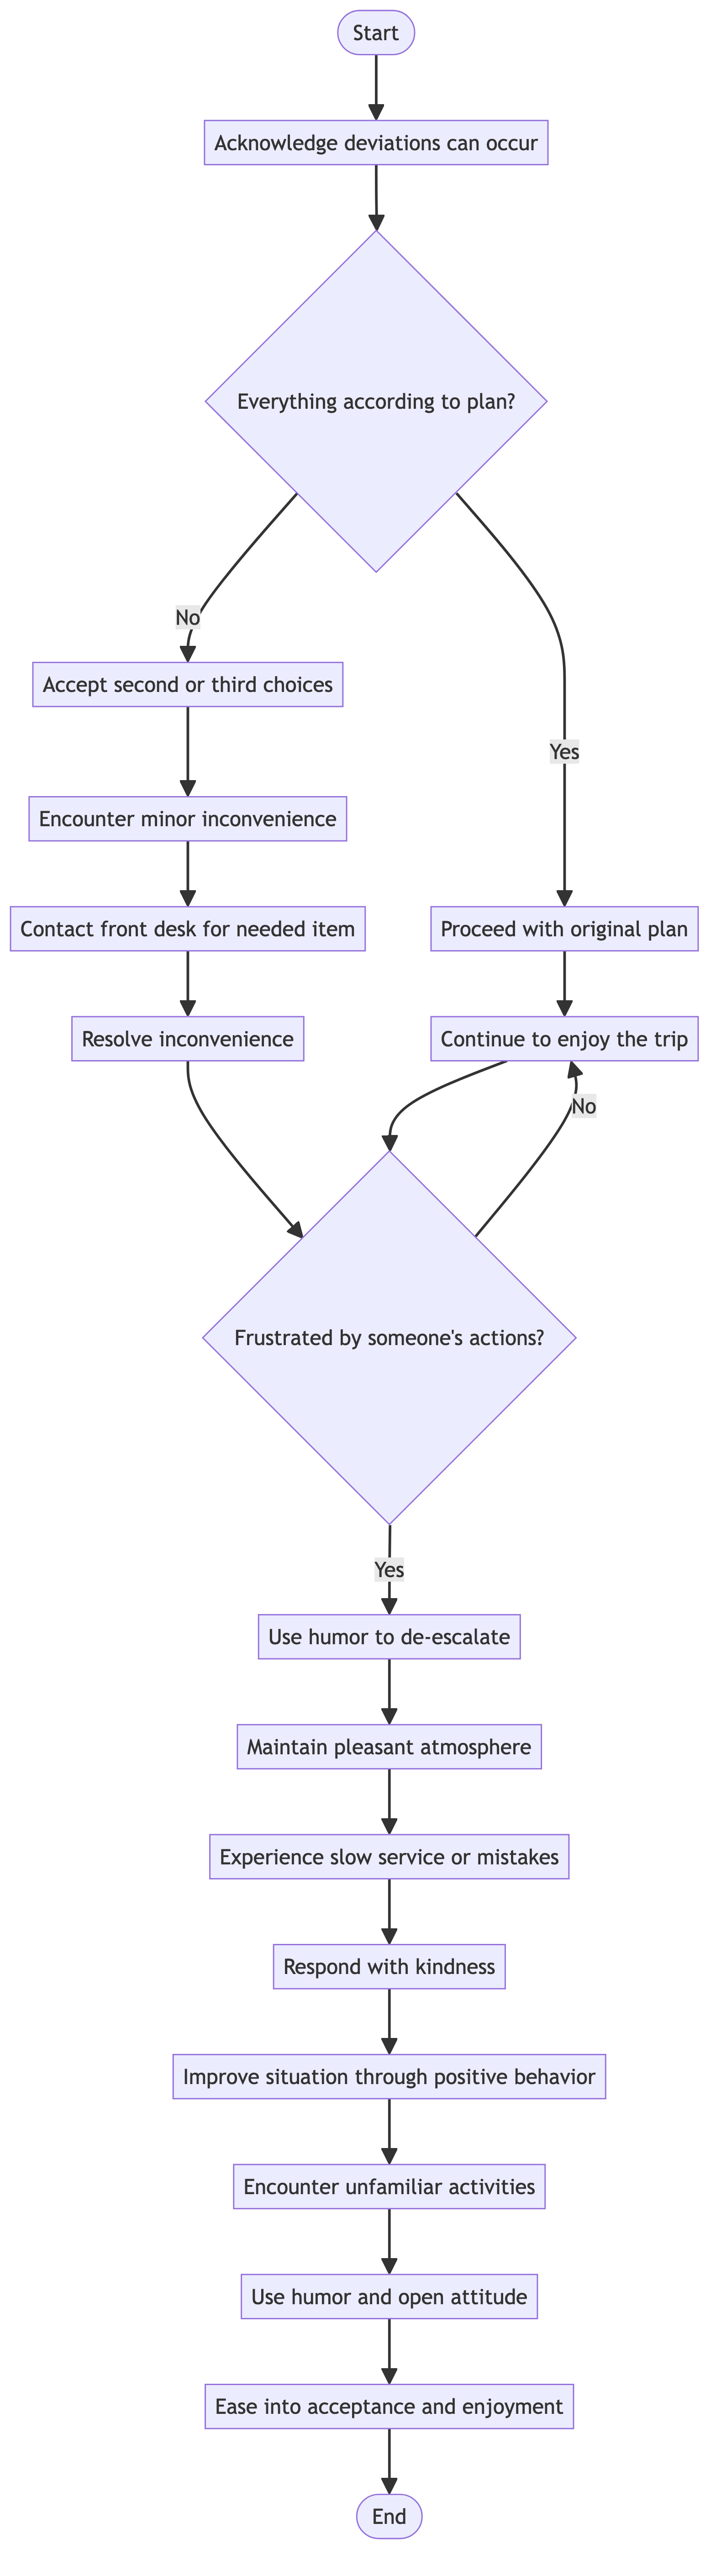 Start
Acknowledge deviations can occur
Everything according to plan?
No
Accept second or third choices
Yes
Encounter minor inconvenience
Contact front desk for needed item
Proceed with original plan
Resolve inconvenience
Continue to enjoy the trip
No
Frustrated by someone's actions?
Yes
Use humor to de-escalate
Maintain pleasant atmosphere
Experience slow service or mistakes
Respond with kindness
Improve situation through positive behavior
Encounter unfamiliar activities
Use humor and open attitude
Ease into acceptance and enjoyment
End